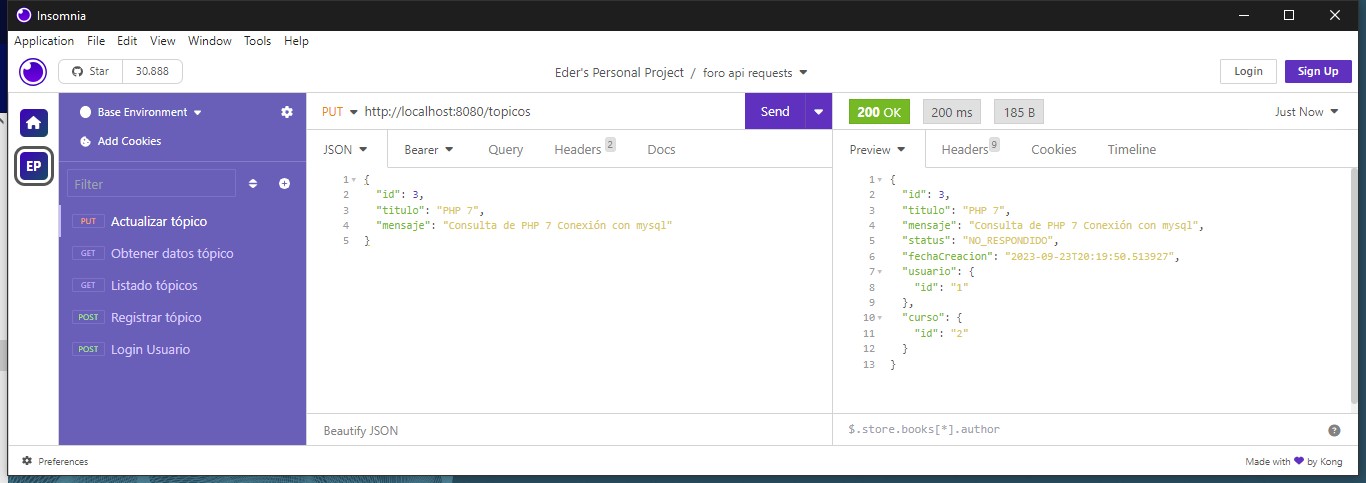 Insomnia
Application File Edit View Window Tools Help
Star 30.888
Eder's Personal Project / foro api requests
Login Sign Up
Base Environment
Add Cookies
EP
Filter
PUT Actualizar tópico
GET Obtener datos tópico
GET Listado tópicos
POST Registrar tópico
POST Login Usuario
PUT http://localhost:8080/topicos Send
JSON Bearer Query Headers 2 Docs
1 {
2 "id": 3,
3 "titulo": "PHP 7",
4 "mensaje": "Consulta de PHP 7 Conexión con mysql"
5 }
Beautify JSON
200 OK 200 ms 185 B Just Now
Preview Headers 9 Cookies Timeline
1 {
2 "id": 3,
3 "titulo": "PHP 7",
4 "mensaje": "Consulta de PHP 7 Conexión con mysql",
5 "status": "NO_RESPONDIDO",
6 "fechaCreacion": "2023-09-23T20:19:50.513927",
7 "usuario": {
8 "id": "1"
9 },
10 "curso": {
11 "id": "2"
12 }
13 }
$.store.books[*].author
?
Preferences
Made with ❤ by Kong